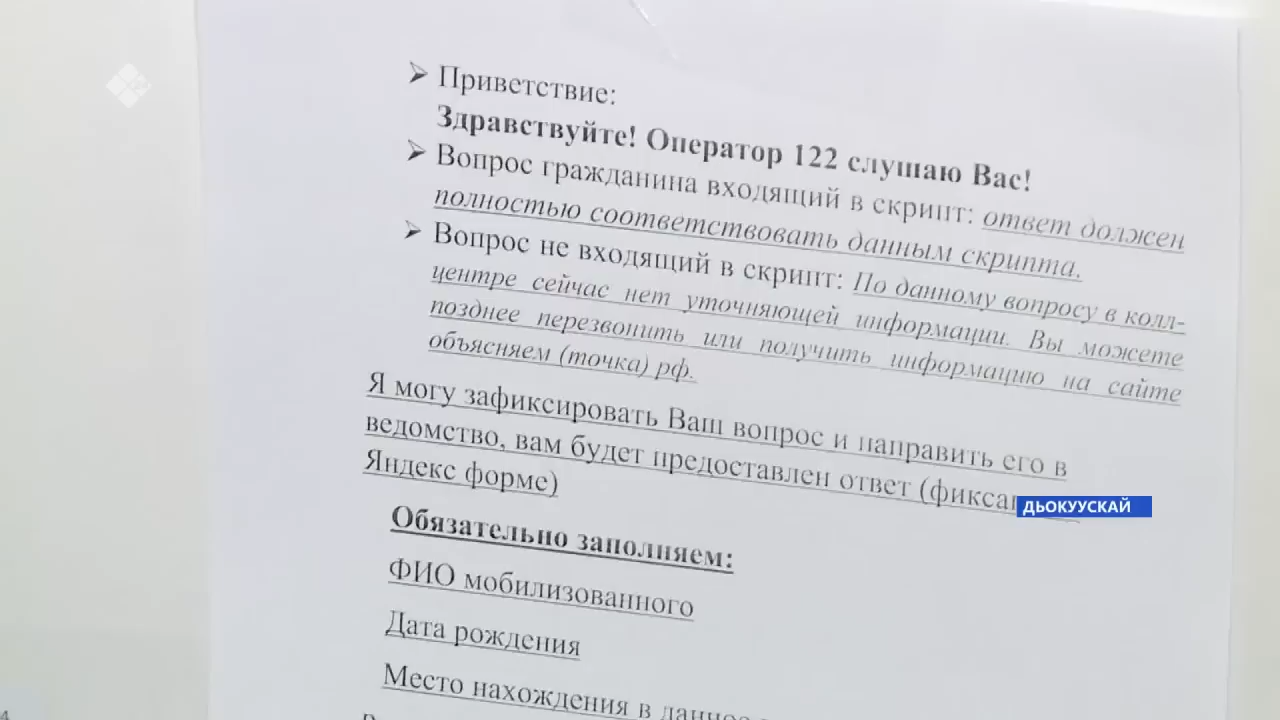 Приветствие:
Здравствуйте! Оператор 122 слушаю Вас!
Вопрос гражданина входящий в скрипт: ответ должен
полностью соответствовать данным скрипта.
Вопрос не входящий в скрипт: По данному вопросу в колл-
центре сейчас нет уточняющей информации. Вы можете
позднее перезвонить или получить информацию на сайте
объясняем (точка) рф.
Я могу зафиксировать Ваш вопрос и направить его в
ведомство, вам будет предоставлен ответ
Яндекс форме)
ДЬОКУУСКАЙ
Обязательно заполняем:
ФИО мобилизованного
Дата рождения
Место нахождения в